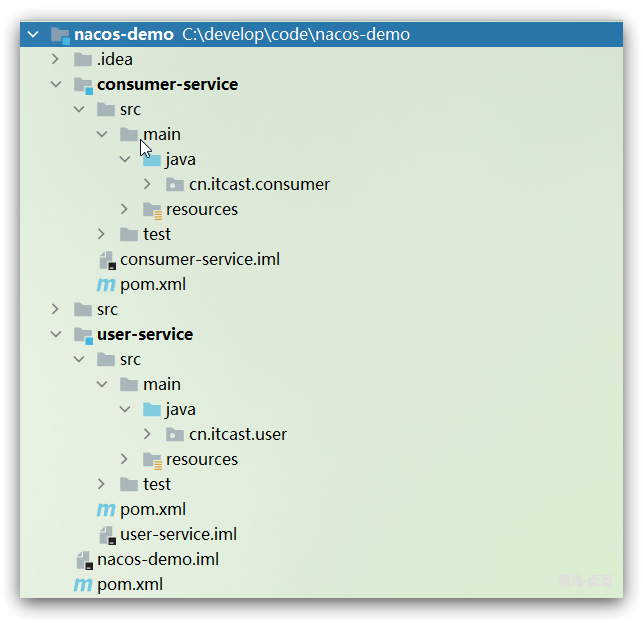 nacos-demo C:\develop\code\nacos-demo
.idea
consumer-service
src
main
java
cn.itcast.consumer
resources
test
consumer-service.iml
pom.xml
src
user-service
src
main
java
cn.itcast.user
resources
test
pom.xml
user-service.iml
nacos-demo.iml
pom.xml